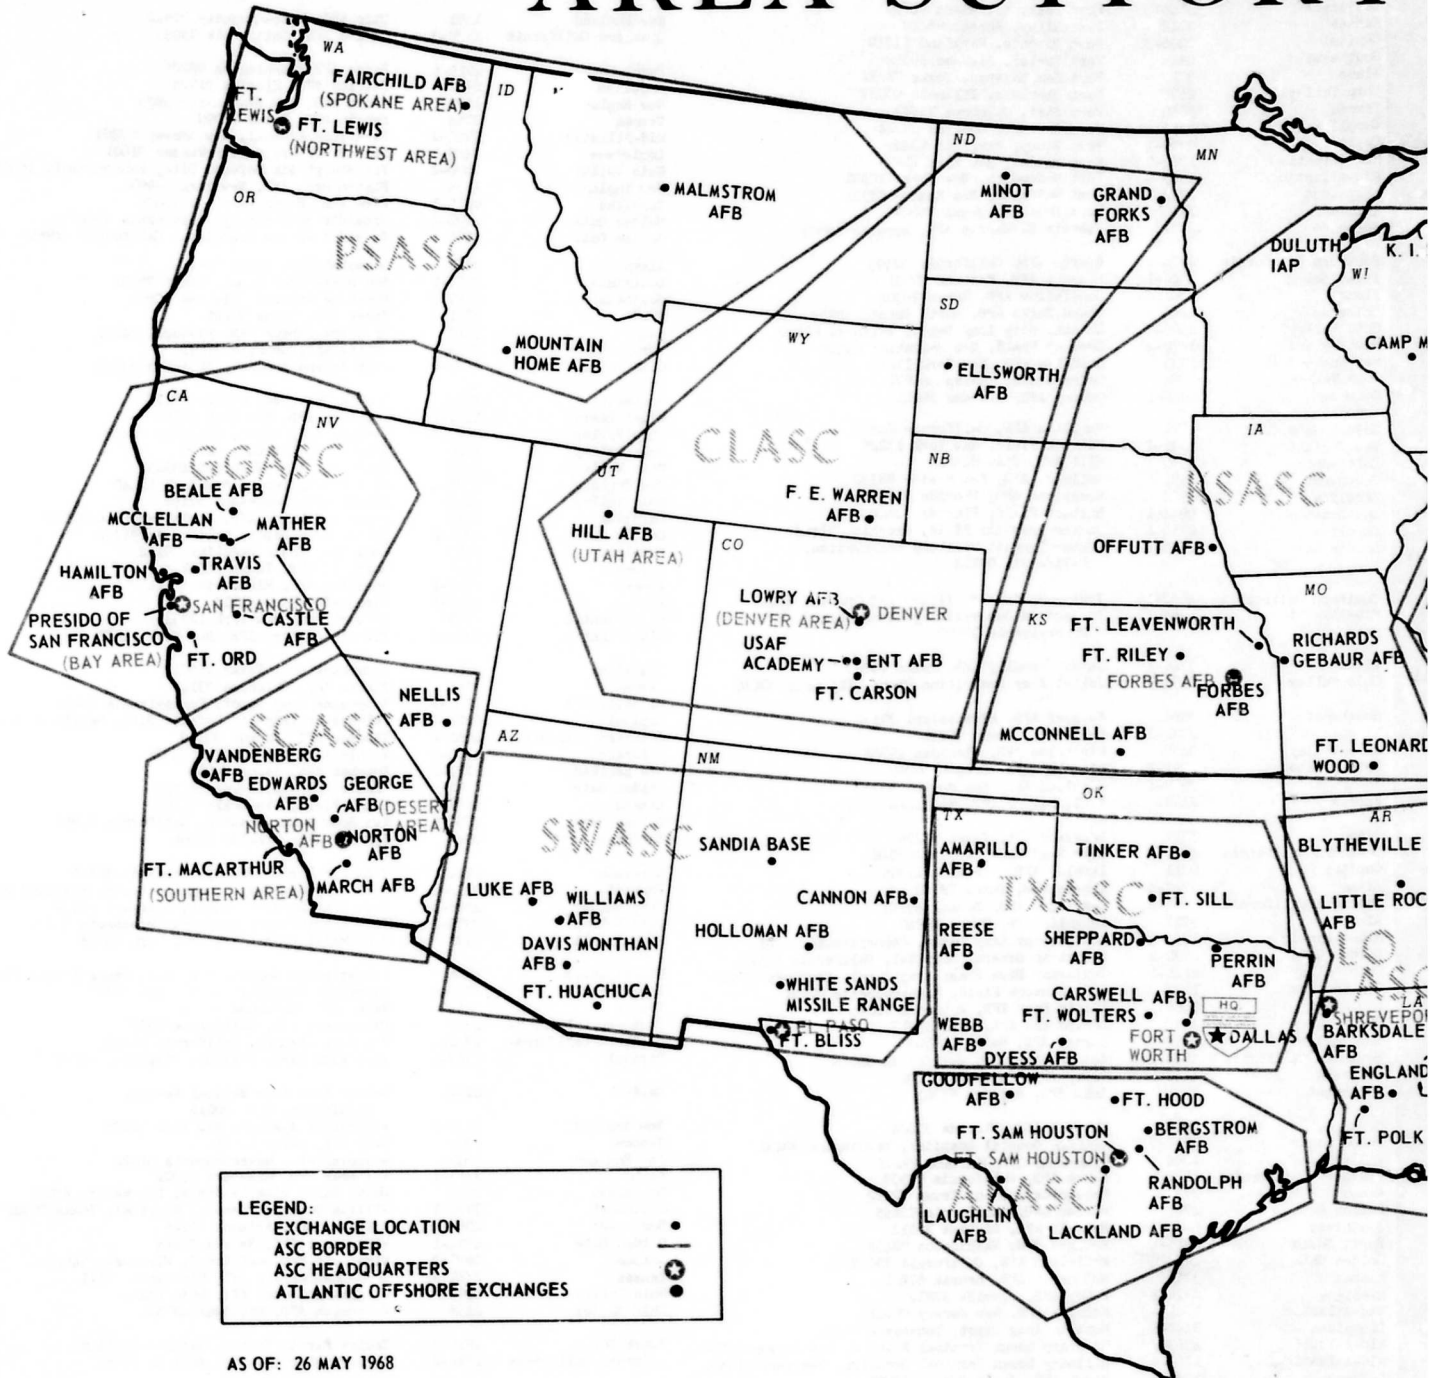 AREA SUPPORT
WA
FAIRCHILD AFB
(SPOKANE AREA)
FT.
LEWIS
FT. LEWIS
(NORTHWEST AREA)
ID
OR
PSASC
MALMSTROM
AFB
MOUNTAIN
HOME AFB
ND
MINOT
AFB
GRAND
FORKS
AFB
MN
DULUTH
IAP
K. I.
WI
CAMP M
SD
ELLSWORTH
AFB
WY
CLASC
F. E. WARREN
AFB
NB
IA
KSASC
OFFUTT AFB
CA
NV
GGASC
BEALE AFB
MCCLELLAN
AFB
MATHER
AFB
TRAVIS
AFB
HAMILTON
AFB
SAN FRANCISCO
PRESIDO OF
SAN FRANCISCO
(BAY AREA)
CASTLE
AFB
FT. ORD
UT
HILL AFB
(UTAH AREA)
CO
LOWRY AFB
(DENVER AREA)
DENVER
USAF
ACADEMY
ENT AFB
FT. CARSON
KS
FT. LEAVENWORTH
FT. RILEY
FORBES AFB
FORBES
AFB
MCCONNELL AFB
MO
RICHARDS
GEBAUR AFB
FT. LEONARD
WOOD
NELLIS
AFB
SCASC
VANDENBERG
AFB
EDWARDS
AFB
GEORGE
AFB
(DESERT
AREA)
NORTON
AFB
NORTON
AFB
FT. MACARTHUR
(SOUTHERN AREA)
MARCH AFB
AZ
NM
SWASC
SANDIA BASE
LUKE AFB
WILLIAMS
AFB
CANNON AFB
DAVIS MONTHAN
AFB
HOLLOMAN AFB
FT. HUACHUCA
WHITE SANDS
MISSILE RANGE
EL PASO
FT. BLISS
OK
TX
AMARILLO
AFB
TINKER AFB
TXASC
FT. SILL
REESE
AFB
SHEPPARD
AFB
PERRIN
AFB
CARSWELL AFB
FT. WOLTERS
HQ
WEBB
AFB
DYESS AFB
FORT
WORTH
DALLAS
AR
BLYTHEVILLE
LITTLE ROC
AFB
LO
ASC
LA
SHREVEPO
BARKSDALE
AFB
ENGLAND
AFB
FT. POLK
GOODFELLOW
AFB
FT. HOOD
FT. SAM HOUSTON
FT. SAM HOUSTON
BERGSTROM
AFB
RANDOLPH
AFB
ALASC
LAUGHLIN
AFB
LACKLAND AFB
LEGEND:
EXCHANGE LOCATION
ASC BORDER
ASC HEADQUARTERS
ATLANTIC OFFSHORE EXCHANGES
AS OF: 26 MAY 1968